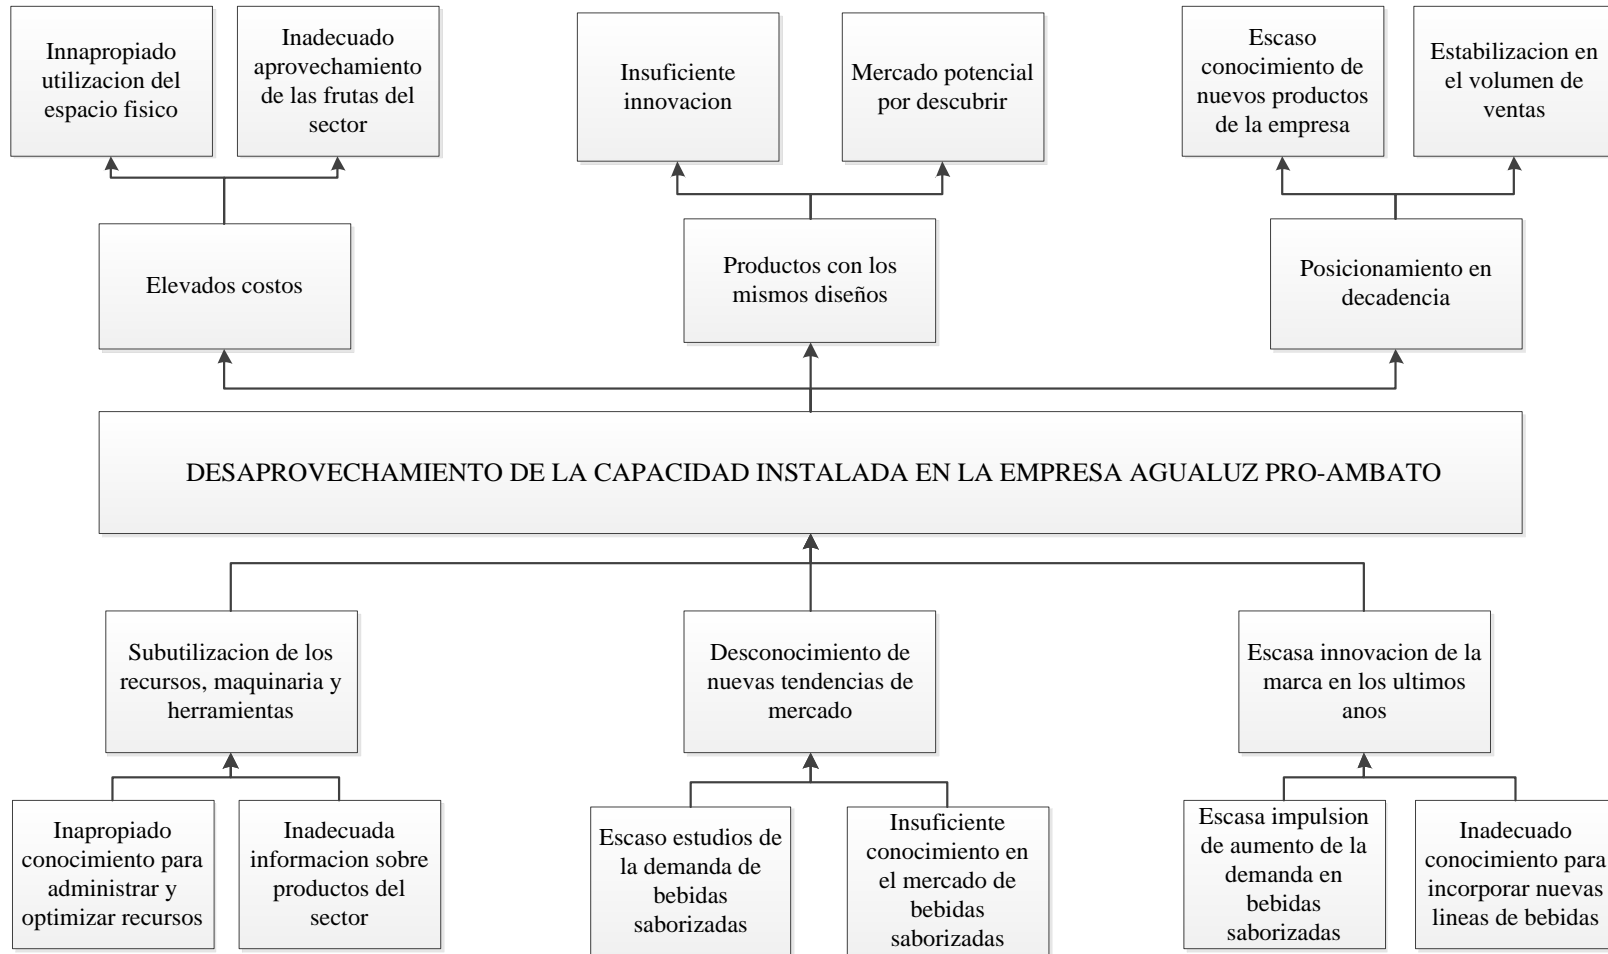 Innapropiado
utilizacion del
espacio fisico
Inadecuado
aprovechamiento
de las frutas del
sector
Insuficiente
innovacion
Mercado potencial
por descubrir
Escaso
conocimiento de
nuevos productos
de la empresa
Estabilizacion en
el volumen de
ventas
Elevados costos
Productos con los
mismos diseños
Posicionamiento en
decadencia
DESAPROVECHAMIENTO DE LA CAPACIDAD INSTALADA EN LA EMPRESA AGUALUZ PRO-AMBATO
Subutilizacion de los
recursos, maquinaria y
herramientas
Desconocimiento de
nuevas tendencias de
mercado
Escasa innovacion de la
marca en los ultimos
anos
Inapropiado
conocimiento para
administrar y
optimizar recursos
Inadecuada
informacion sobre
productos del
sector
Escaso estudios de
la demanda de
bebidas
saborizadas
Insuficiente
conocimiento en
el mercado de
bebidas
saborizadas
Escasa impulsion
de aumento de la
demanda en
bebidas
saborizadas
Inadecuado
conocimiento para
incorporar nuevas
lineas de bebidas